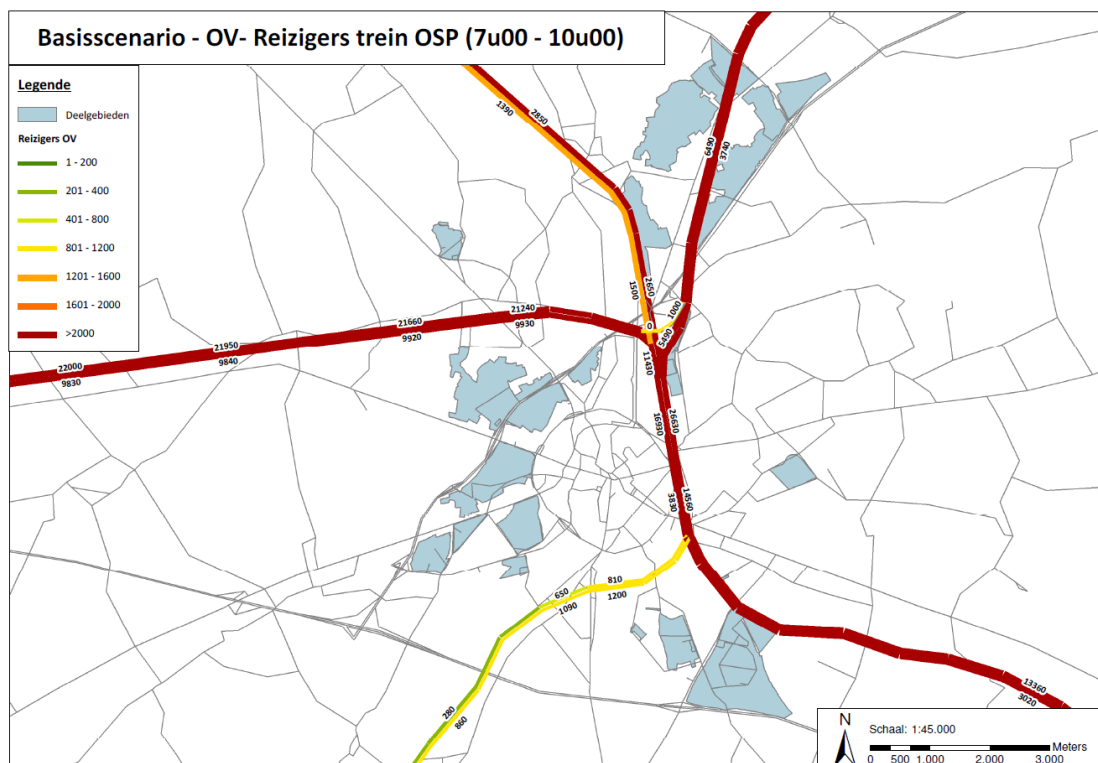 Basisscenario - OV- Reizigers trein OSP (7u00 - 10u00)
Legende
Deelgebieden
Reizigers OV
1 - 200
201 - 400
401 - 800
801 - 1200
1201 - 1600
1601 - 2000
>2000
2850
1390
6490
3740
2650
1500
1000
0
5490
21240
9930
21660
9920
21950
9840
22000
9830
11430
26630
16930
14560
3830
810
1200
650
1090
280
860
13360
3020
N
Schaal: 1:45.000
Meters
0 500 1.000 2.000 3.000